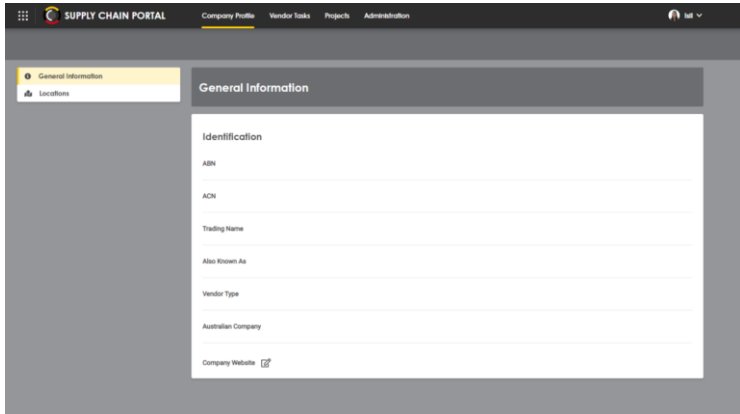 SUPPLY CHAIN PORTAL
Company Profile
Vendor Tasks
Projects
Administration
General Information
Locations
General Information
Identification
ABN
ACN
Trading Name
Also Known As
Vendor Type
Australian Company
Company Website